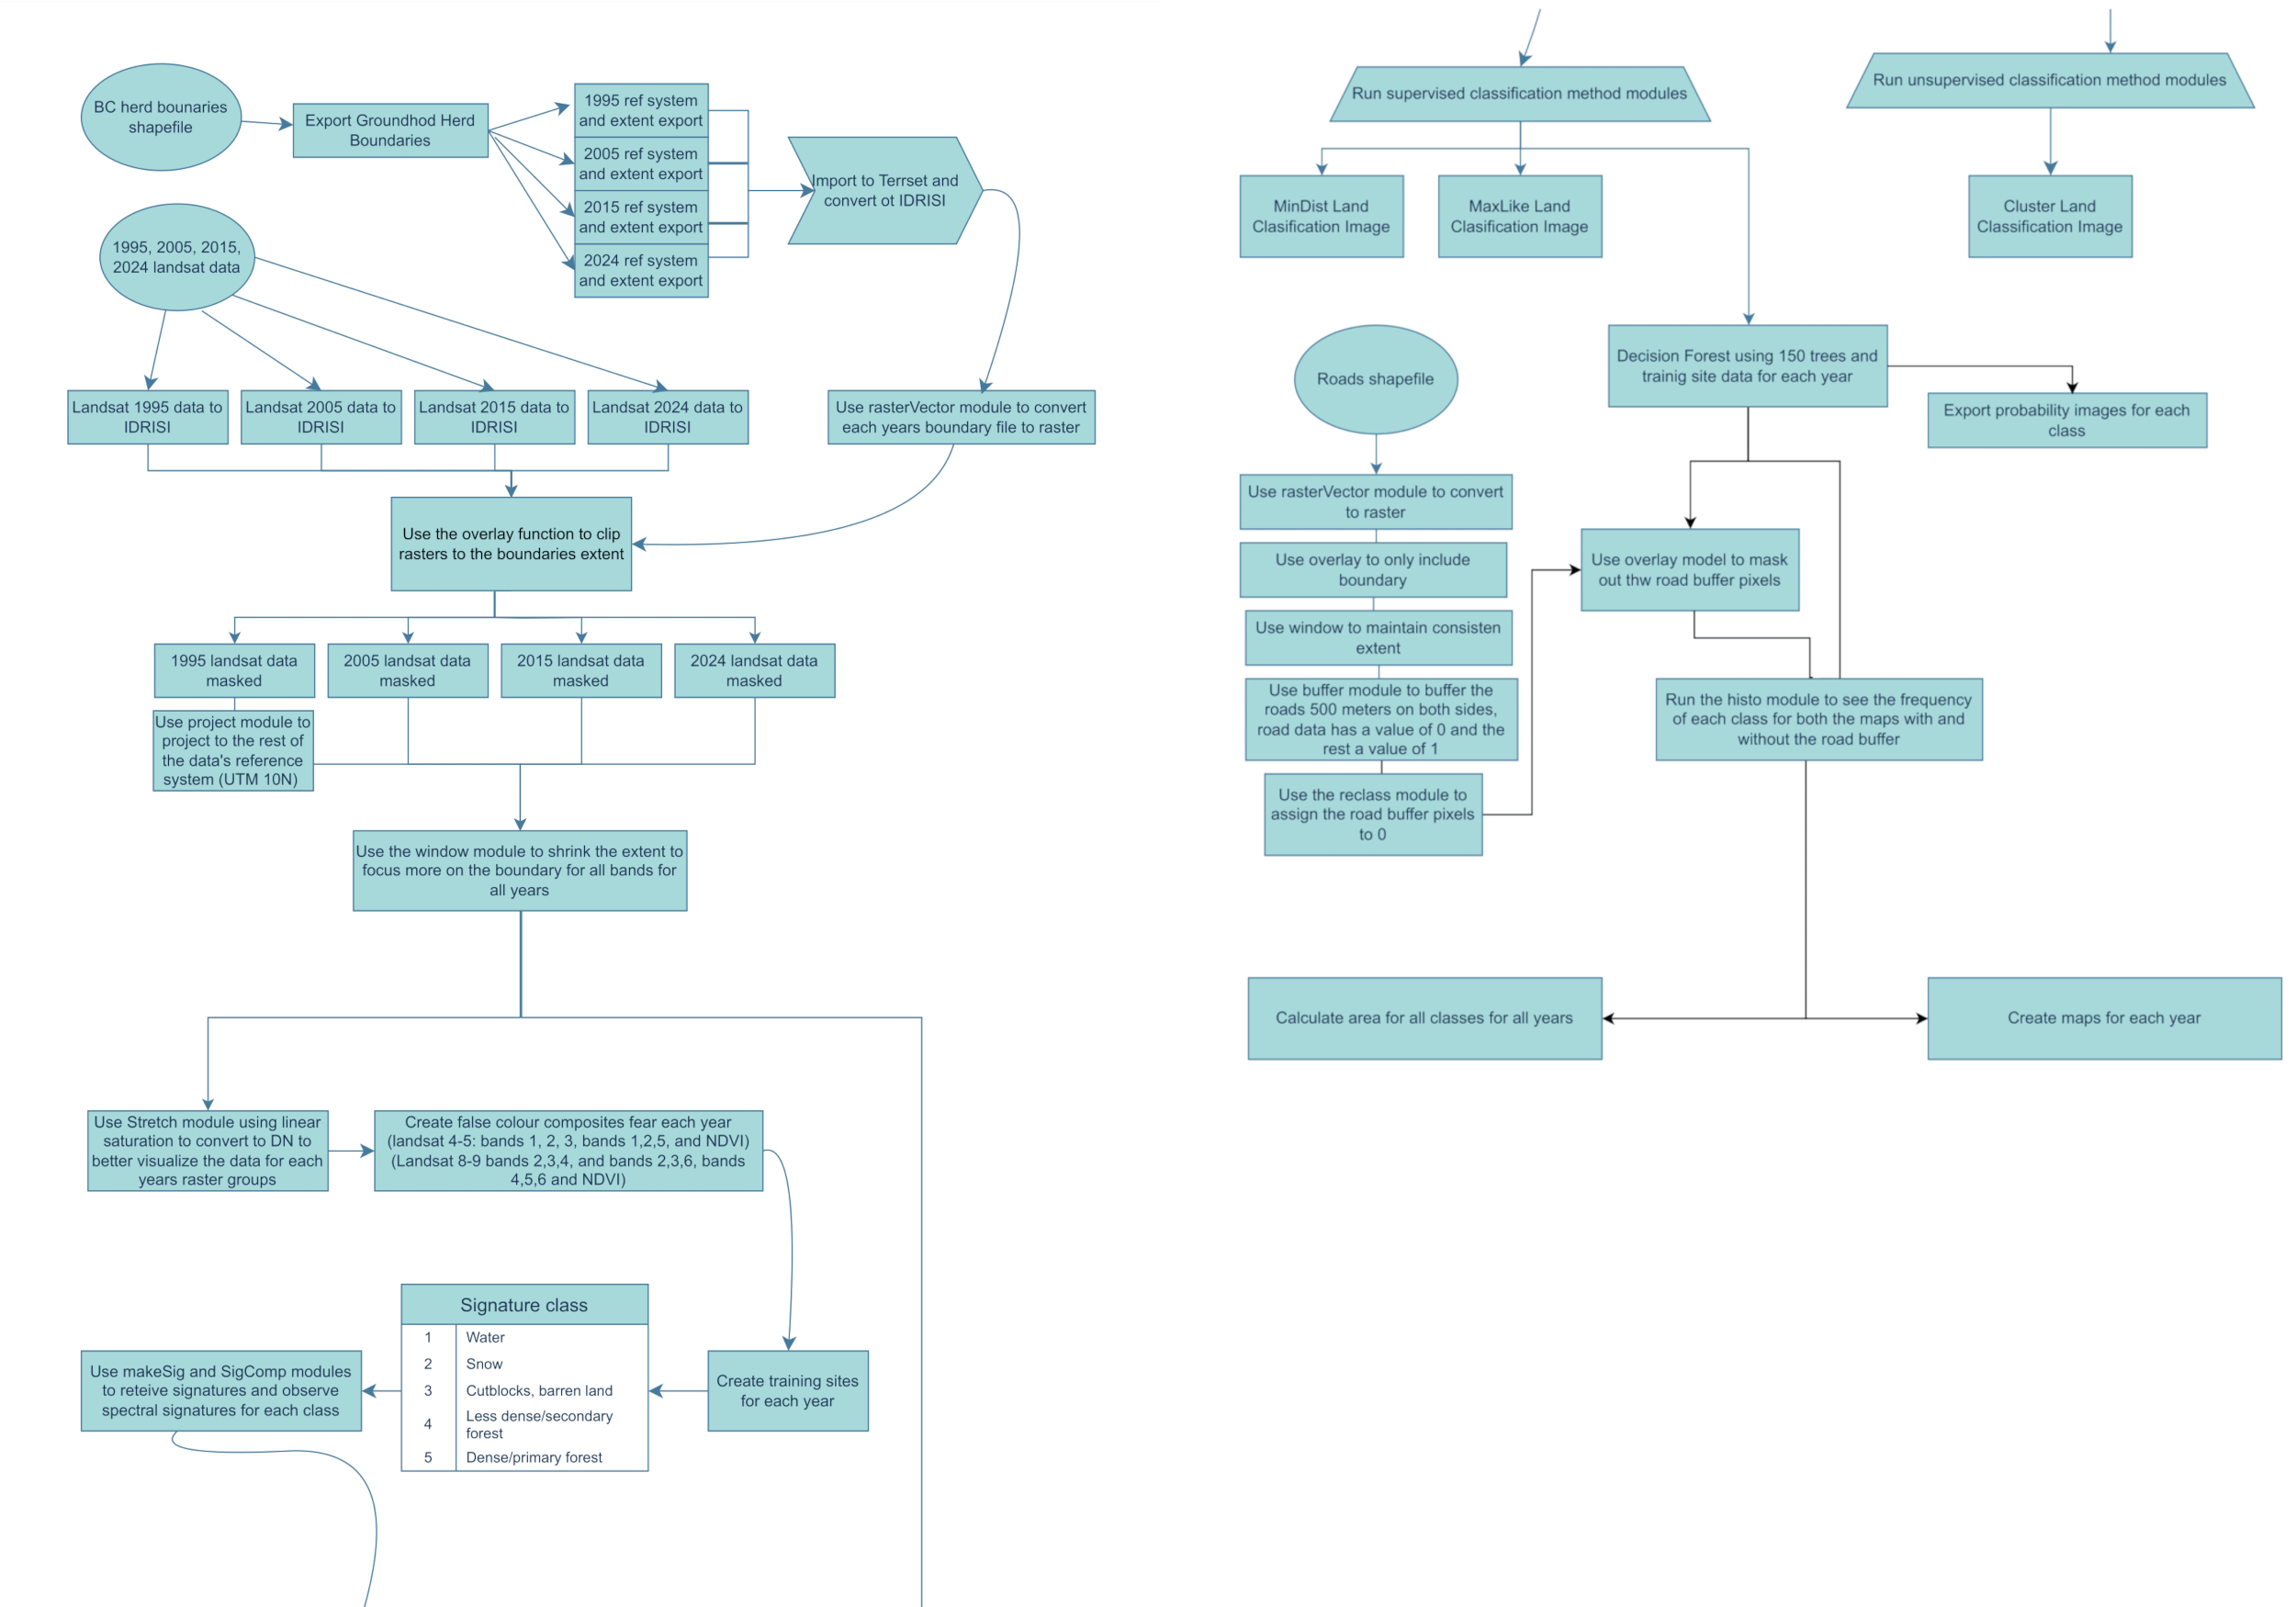 BC herd bounaries
shapefile
Export Groundhod Herd
Boundaries
1995 ref system
and extent export
2005 ref system
and extent export
2015 ref system
and extent export
2024 ref system
and extent export
Import to Terrset and
convert ot IDRISI
1995, 2005, 2015,
2024 landsat data
Landsat 1995 data to
IDRISI
Landsat 2005 data to
IDRISI
Landsat 2015 data to
IDRISI
Landsat 2024 data to
IDRISI
Use rasterVector module to convert
each years boundary file to raster
Use the overlay function to clip
rasters to the boundaries extent
1995 landsat data
masked
2005 landsat data
masked
2015 landsat data
masked
2024 landsat data
masked
Use project module to
project to the rest of
the data's reference
system (UTM 10N)
Use the window module to shrink the extent to
focus more on the boundary for all bands for
all years
Use Stretch module using linear
saturation to convert to DN to
better visualize the data for each
years raster groups
Create false colour composites fear each year
(landsat 4-5: bands 1, 2, 3, bands 1,2,5, and NDVI)
(Landsat 8-9 bands 2,3,4, and bands 2,3,6, bands
4,5,6 and NDVI)
Create training sites
for each year
Signature class
1 Water
2 Snow
3 Cutblocks, barren land
4 Less dense/secondary
forest
5 Dense/primary forest
Use makeSig and SigComp modules
to reteive signatures and observe
spectral signatures for each class
Run supervised classification method modules
Run unsupervised classification method modules
MinDist Land
Clasification Image
MaxLike Land
Clasification Image
Cluster Land
Classification Image
Decision Forest using 150 trees and
trainig site data for each year
Export probability images for each
class
Roads shapefile
Use rasterVector module to convert
to raster
Use overlay to only include
boundary
Use window to maintain consisten
extent
Use buffer module to buffer the
roads 500 meters on both sides,
road data has a value of 0 and the
rest a value of 1
Use the reclass module to
assign the road buffer pixels
to 0
Use overlay model to mask
out thw road buffer pixels
Run the histo module to see the frequency
of each class for both the maps with and
without the road buffer
Calculate area for all classes for all years
Create maps for each year